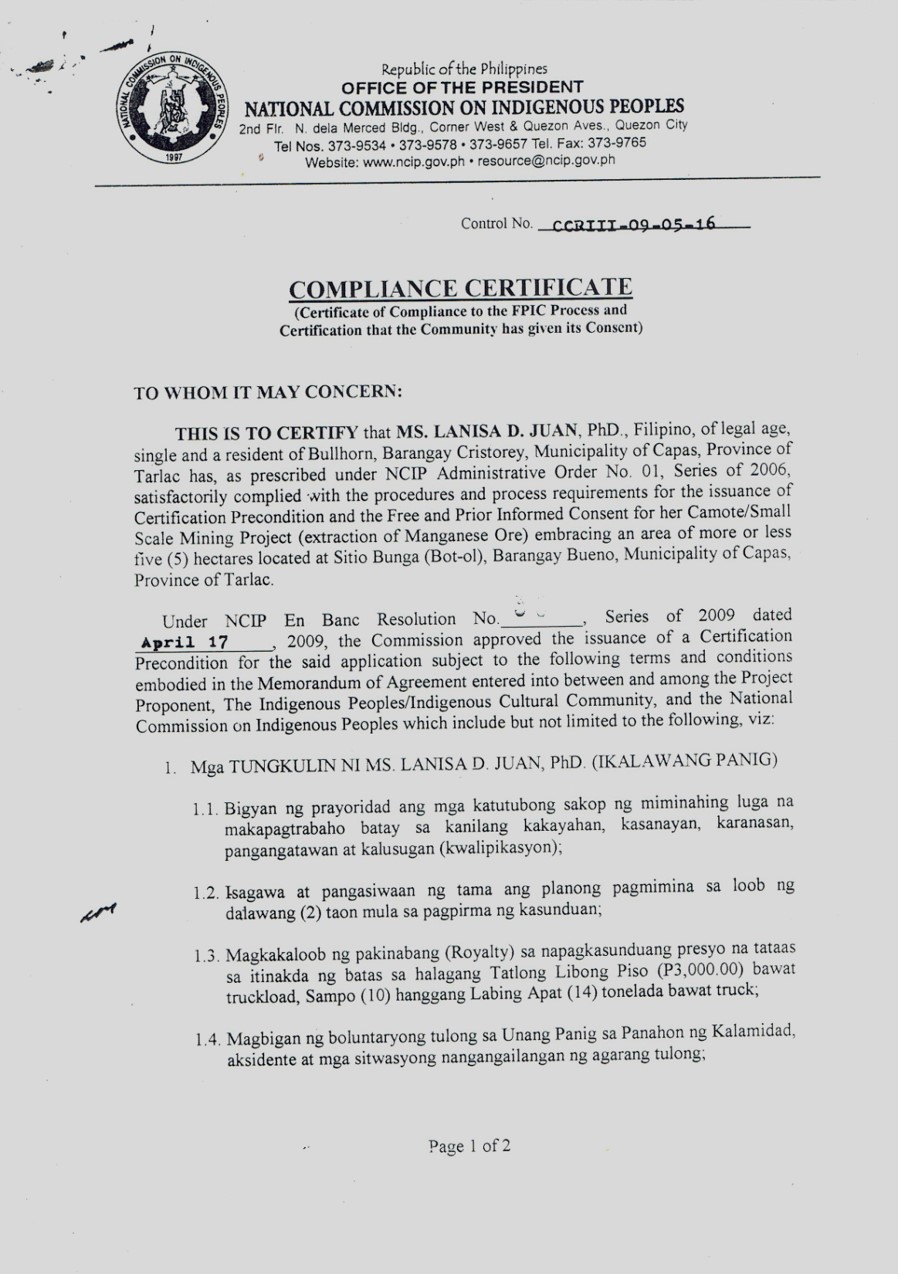 NATIONAL COMMISSION ON INDIGENOUS PEOPLES
1997
Republic of the Philippines
OFFICE OF THE PRESIDENT
NATIONAL COMMISSION ON INDIGENOUS PEOPLES
2nd Flr. N. dela Merced Bldg., Corner West & Quezon Aves., Quezon City
Tel Nos. 373-9534 • 373-9578 • 373-9657 Tel. Fax: 373-9765
Website: www.ncip.gov.ph • resource@ncip.gov.ph
Control No. CCRIII-09-05-16
COMPLIANCE CERTIFICATE
(Certificate of Compliance to the FPIC Process and
Certification that the Community has given its Consent)
TO WHOM IT MAY CONCERN:
THIS IS TO CERTIFY that MS. LANISA D. JUAN, PhD., Filipino, of legal age,
single and a resident of Bullhorn, Barangay Cristorey, Municipality of Capas, Province of
Tarlac has, as prescribed under NCIP Administrative Order No. 01, Series of 2006,
satisfactorily complied with the procedures and process requirements for the issuance of
Certification Precondition and the Free and Prior Informed Consent for her Camote/Small
Scale Mining Project (extraction of Manganese Ore) embracing an area of more or less
five (5) hectares located at Sitio Bunga (Bot-ol), Barangay Bueno, Municipality of Capas,
Province of Tarlac.
Under NCIP En Banc Resolution No. ________, Series of 2009 dated
April 17, 2009, the Commission approved the issuance of a Certification
Precondition for the said application subject to the following terms and conditions
embodied in the Memorandum of Agreement entered into between and among the Project
Proponent, The Indigenous Peoples/Indigenous Cultural Community, and the National
Commission on Indigenous Peoples which include but not limited to the following, viz:
1. Mga TUNGKULIN NI MS. LANISA D. JUAN, PhD. (IKALAWANG PANIG)
1.1. Bigyan ng prayoridad ang mga katutubong sakop ng miminahing luga na
makapagtrabaho batay sa kanilang kakayahan, kasanayan, karanasan,
pangangatawan at kalusugan (kwalipikasyon);
1.2. Isagawa at pangasiwaan ng tama ang planong pagmimina sa loob ng
dalawang (2) taon mula sa pagpirma ng kasunduan;
1.3. Magkakaloob ng pakinabang (Royalty) sa napagkasunduang presyo na tataas
sa itinakda ng batas sa halagang Tatlong Libong Piso (P3,000.00) bawat
truckload, Sampo (10) hanggang Labing Apat (14) tonelada bawat truck;
1.4. Magbigan ng boluntaryong tulong sa Unang Panig sa Panahon ng Kalamidad,
aksidente at mga sitwasyong nangangailangan ng agarang tulong;
Page 1 of 2